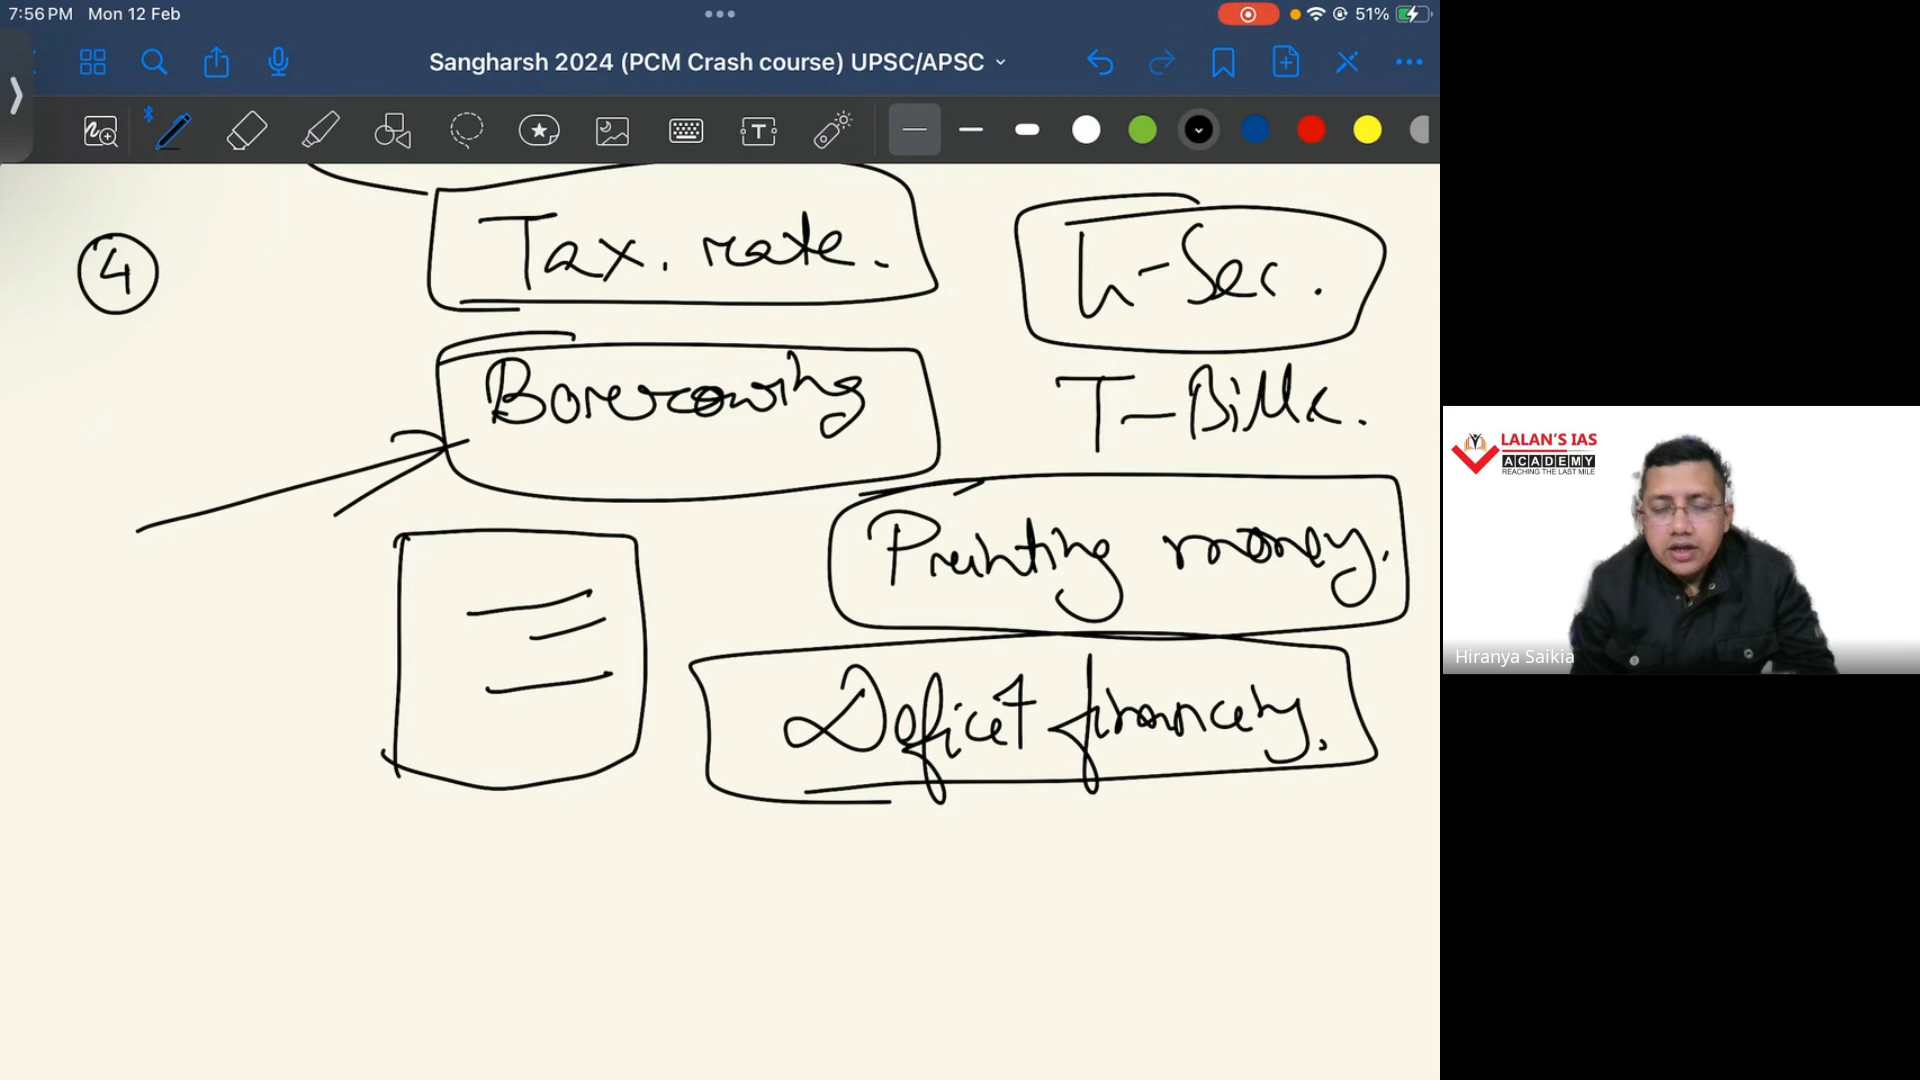 7:56 PM Mon 12 Feb
51%
Sangharsh 2024 (PCM Crash course) UPSC/APSC
T
4
Tax. rate.
G-Sec.
Borrowing
T-Bills.
Printing money.
Deficit financing.
LALAN'S IAS
ACADEMY
REACHING THE LAST MILE
Hiranya Saikia